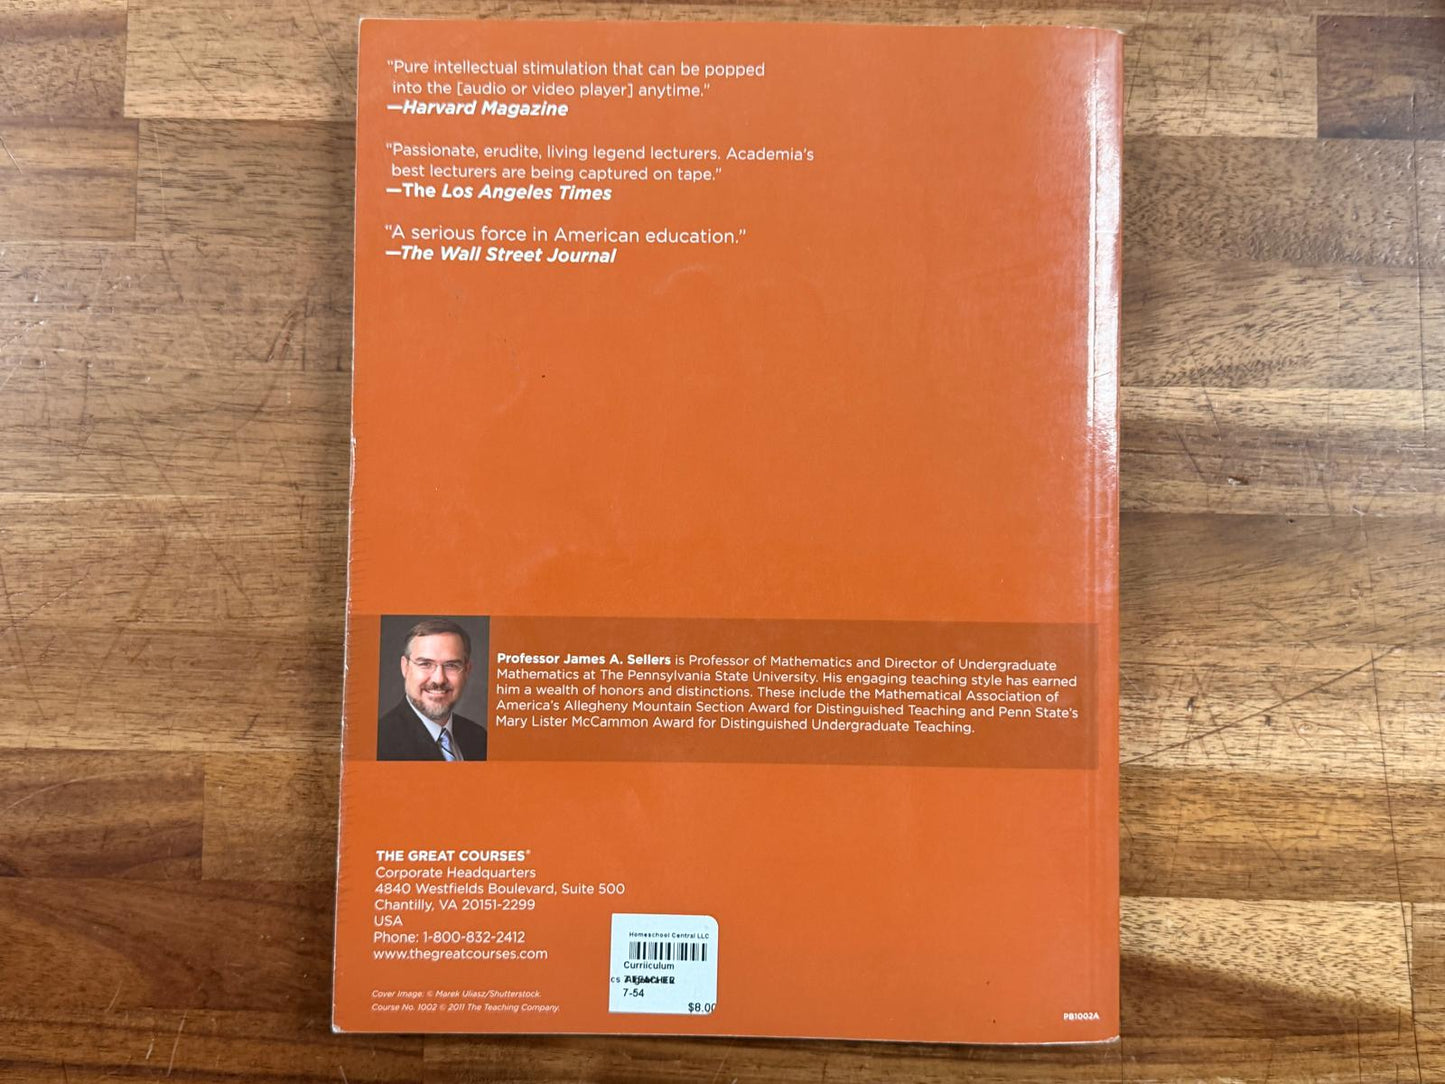 "Pure intellectual stimulation that can be popped
into the [audio or video player] anytime."
—Harvard Magazine
"Passionate, erudite, living legend lecturers. Academia's
best lecturers are being captured on tape."
—The Los Angeles Times
"A serious force in American education."
—The Wall Street Journal
Professor James A. Sellers is Professor of Mathematics and Director of Undergraduate
Mathematics at The Pennsylvania State University. His engaging teaching style has earned
him a wealth of honors and distinctions. These include the Mathematical Association of
America's Allegheny Mountain Section Award for Distinguished Teaching and Penn State's
Mary Lister McCammon Award for Distinguished Undergraduate Teaching.
THE GREAT COURSES®
Corporate Headquarters
4840 Westfields Boulevard, Suite 500
Chantilly, VA 20151-2299
USA
Phone: 1-800-832-2412
www.thegreatcourses.com
Cover Image: © Marek Uliasz/Shutterstock.
Course No. 1002 © 2011 The Teaching Company.
Homeschool Central LLC
Curriiculum
7-54
$8.00
PB1002A